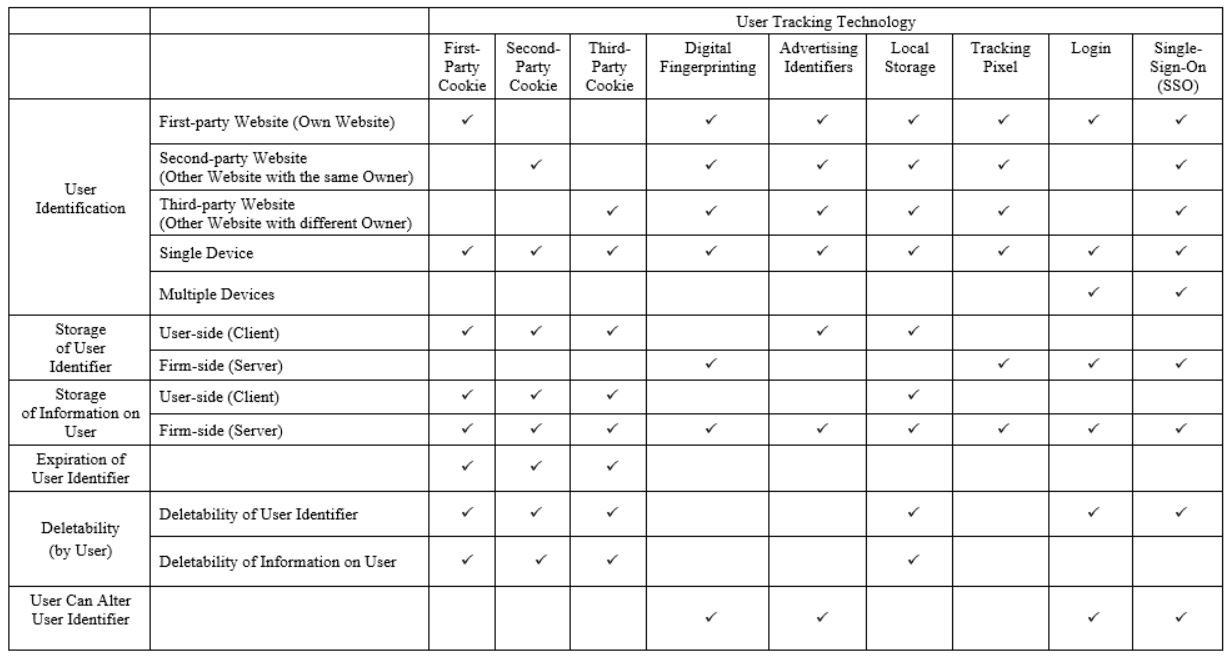 User Tracking Technology
First-
Party
Cookie
Second-
Party
Cookie
Third-
Party
Cookie
Digital
Fingerprinting
Advertising
Identifiers
Local
Storage
Tracking
Pixel
Login
Single-
Sign-On
(SSO)
User
Identification
First-party Website (Own Website) ✓ ✓ ✓ ✓ ✓ ✓ ✓
Second-party Website
(Other Website with the same Owner) ✓ ✓ ✓ ✓ ✓ ✓
Third-party Website
(Other Website with different Owner) ✓ ✓ ✓ ✓ ✓ ✓
Single Device ✓ ✓ ✓ ✓ ✓ ✓ ✓ ✓ ✓
Multiple Devices ✓ ✓
Storage
of User
Identifier
User-side (Client) ✓ ✓ ✓ ✓ ✓
Firm-side (Server) ✓ ✓ ✓ ✓
Storage
of Information on
User
User-side (Client) ✓ ✓ ✓ ✓
Firm-side (Server) ✓ ✓ ✓ ✓ ✓ ✓ ✓ ✓ ✓
Expiration of
User Identifier
✓ ✓ ✓
Deletability
(by User)
Deletability of User Identifier ✓ ✓ ✓ ✓ ✓ ✓
Deletability of Information on User ✓ ✓ ✓ ✓
User Can Alter
User Identifier
✓ ✓ ✓ ✓